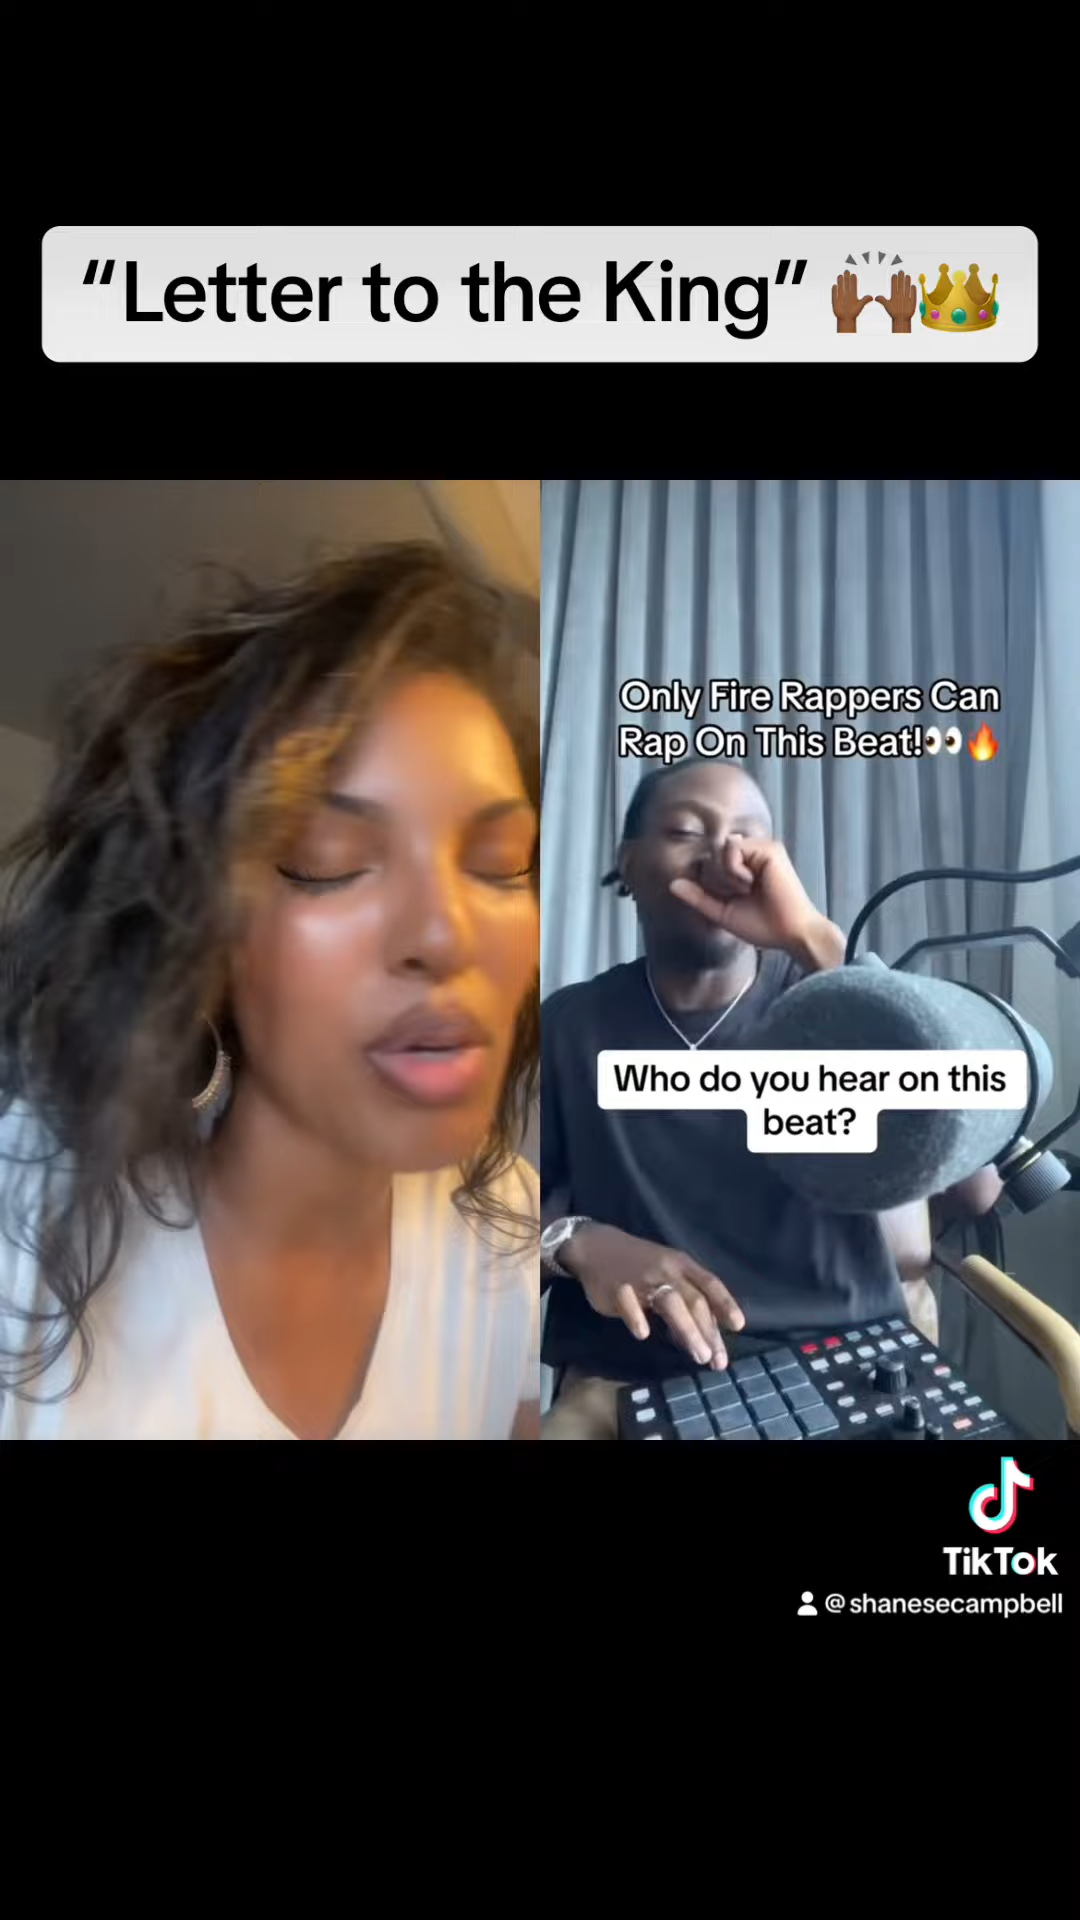 “Letter to the King” 🙌🏾👑
Only Fire Rappers Can
Rap On This Beat!👀🔥
Who do you hear on this
beat?
TikTok
@shanesecampbell